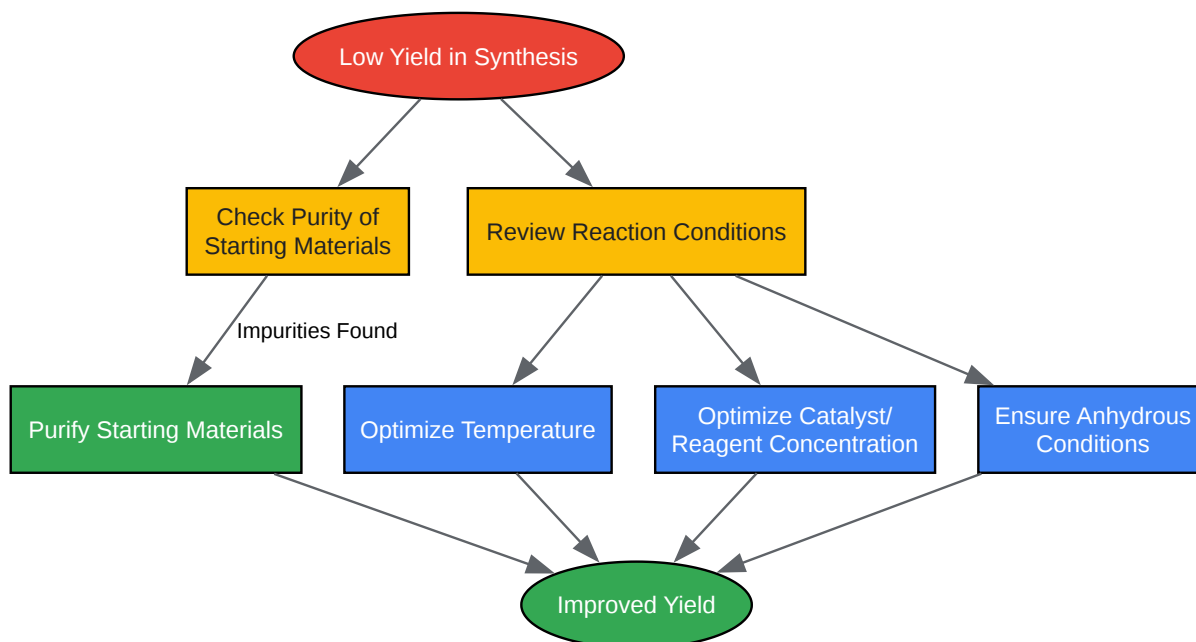 Low Yield in Synthesis
Check Purity of
Starting Materials
Review Reaction Conditions
Impurities Found
Purify Starting Materials
Optimize Temperature
Optimize Catalyst/
Reagent Concentration
Ensure Anhydrous
Conditions
Improved Yield